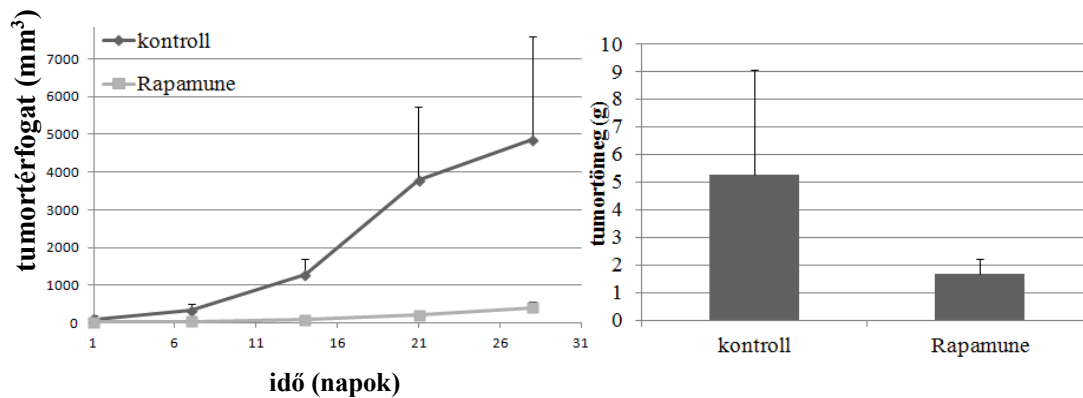 tumortérfogat (mm³)
kontroll
Rapamune
7000
6000
5000
4000
3000
2000
1000
0
1 6 11 16 21 26 31
idő (napok)
tumortömeg (g)
10
9
8
7
6
5
4
3
2
1
0
kontroll Rapamune